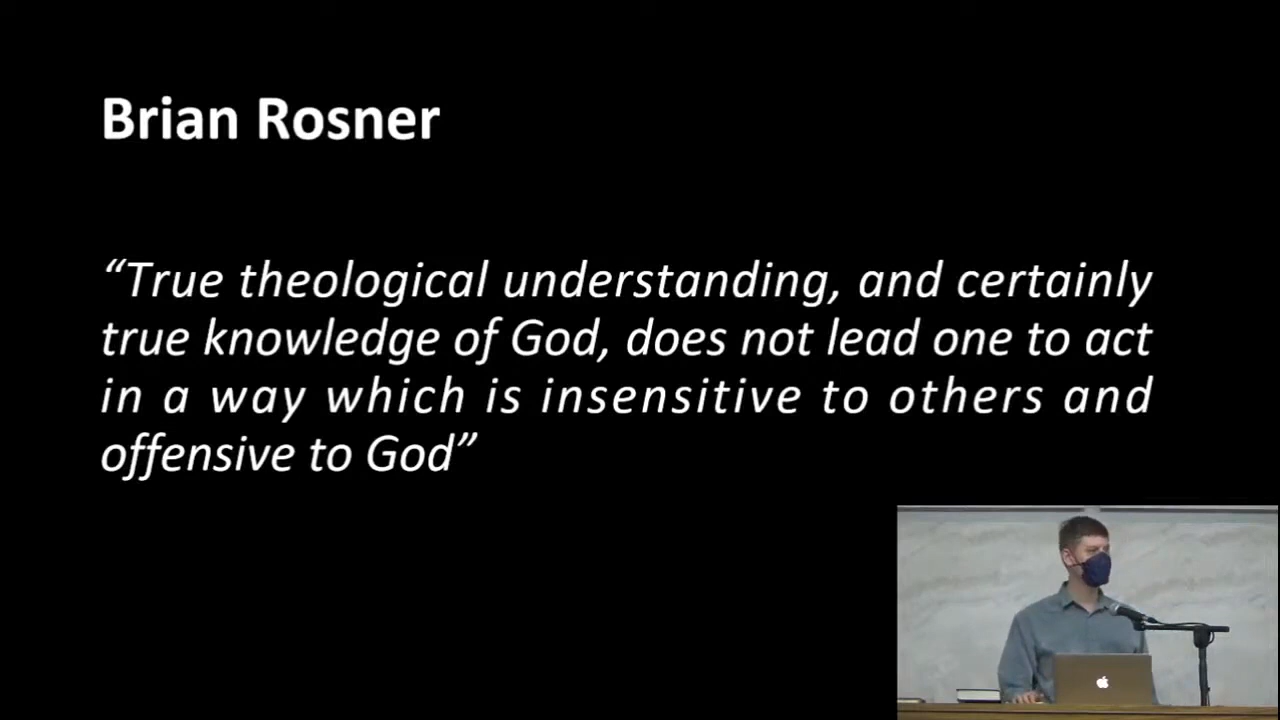 Brian Rosner
“True theological understanding, and certainly
true knowledge of God, does not lead one to act
in a way which is insensitive to others and
offensive to God”